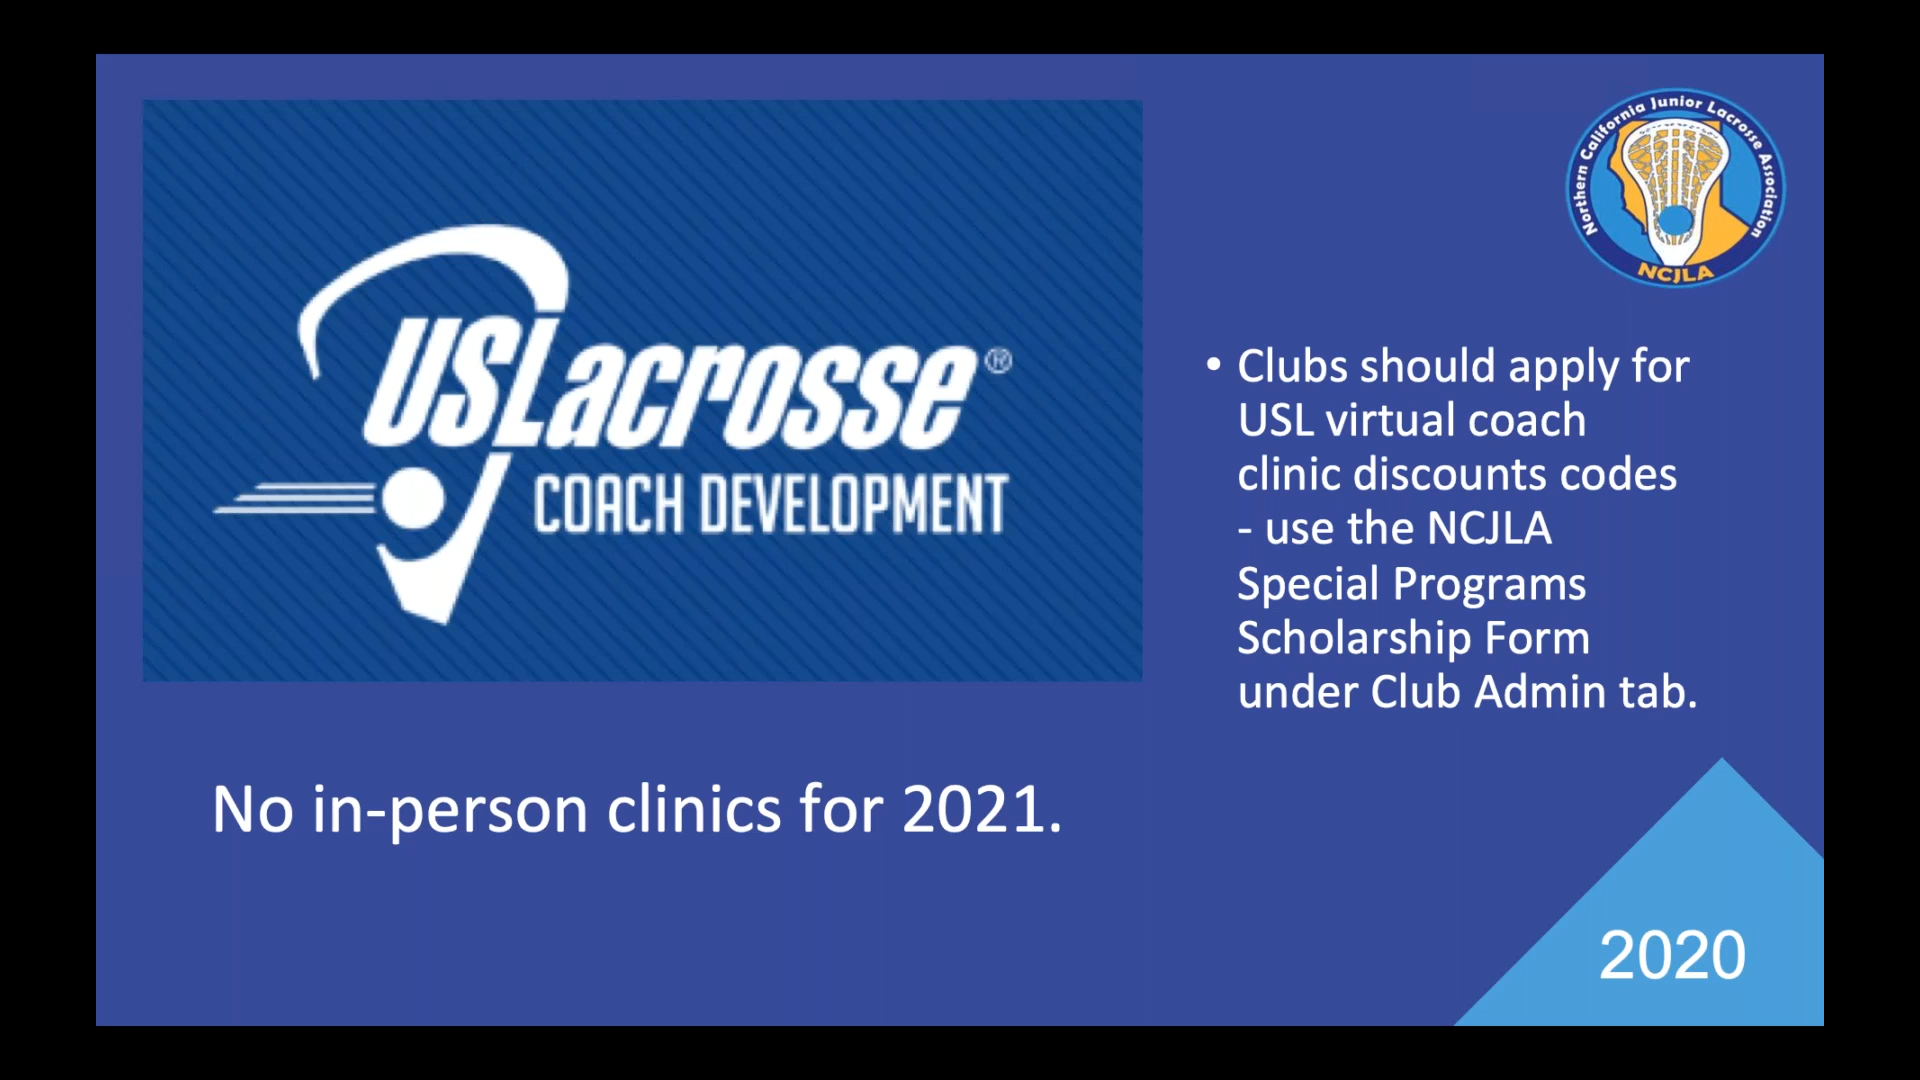 Northern California Junior Lacrosse Association
NCJLA
USLacrosse®
COACH DEVELOPMENT
• Clubs should apply for
USL virtual coach
clinic discounts codes
- use the NCJLA
Special Programs
Scholarship Form
under Club Admin tab.
No in-person clinics for 2021.
2020